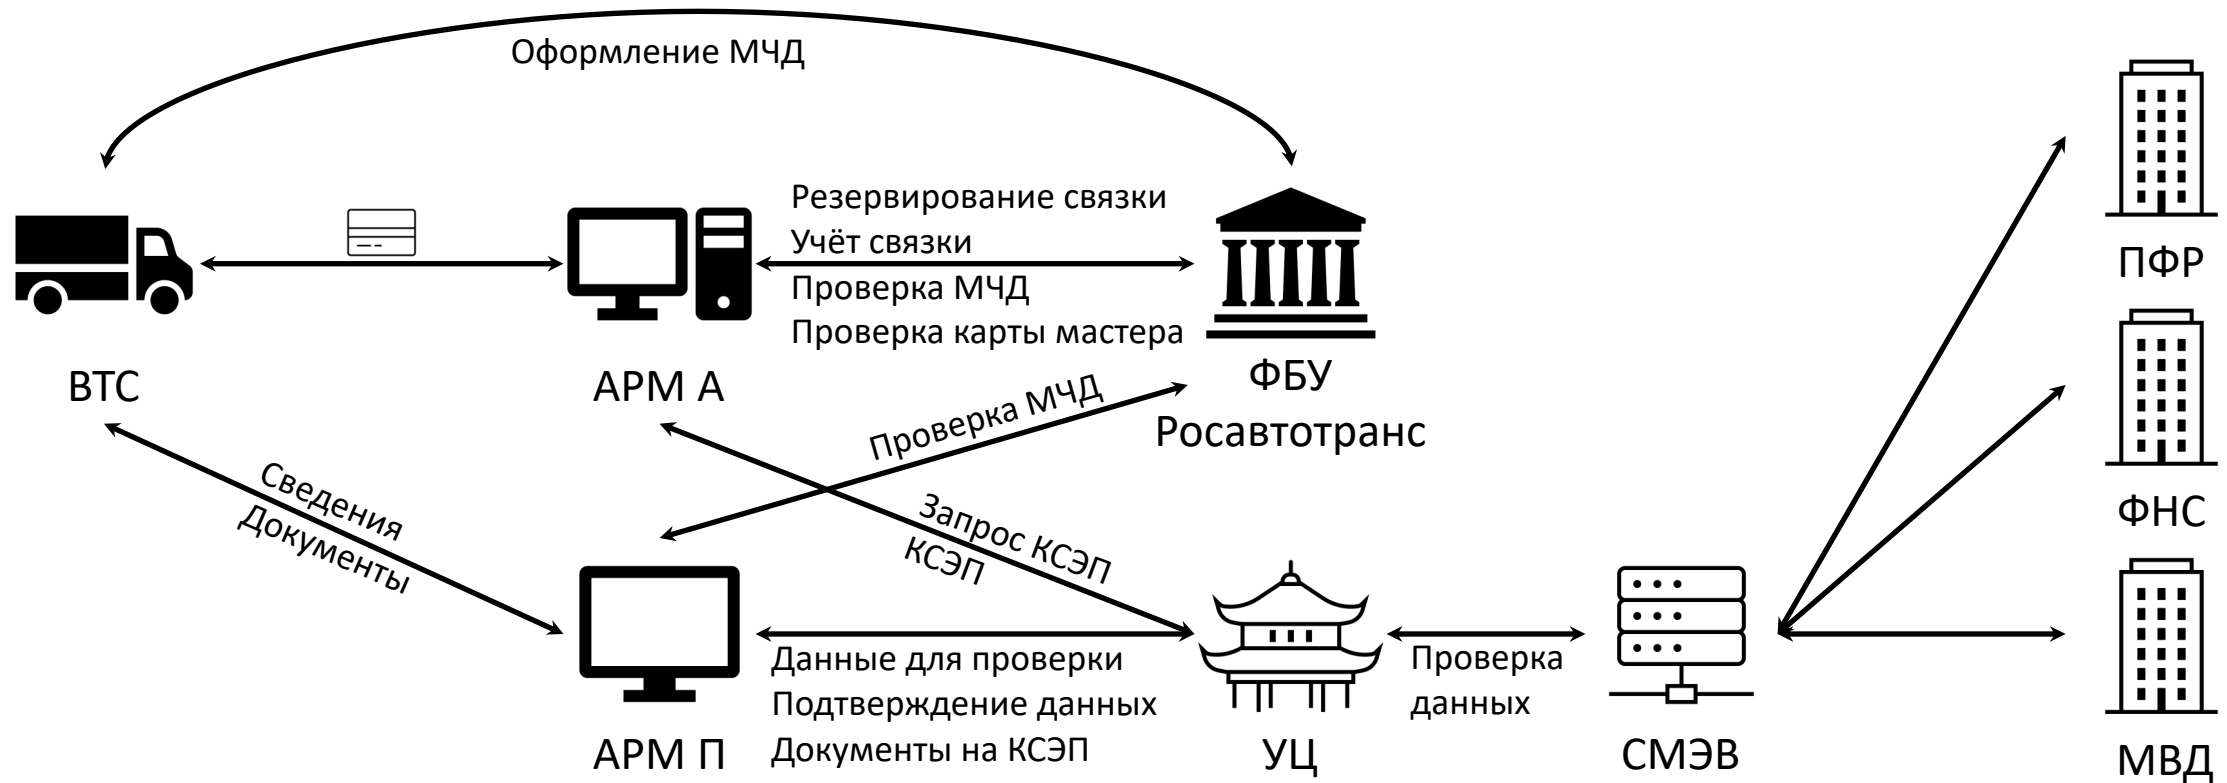 Оформление МЧД
Резервирование связки
Учёт связки
Проверка МЧД
Проверка карты мастера
ВТС
АРМ А
ФБУ
Росавтотранс
ПФР
Проверка МЧД
Сведения
Документы
Запрос КСЭП
КСЭП
ФНС
Данные для проверки
Подтверждение данных
Документы на КСЭП
Проверка
данных
АРМ П
УЦ
СМЭВ
МВД